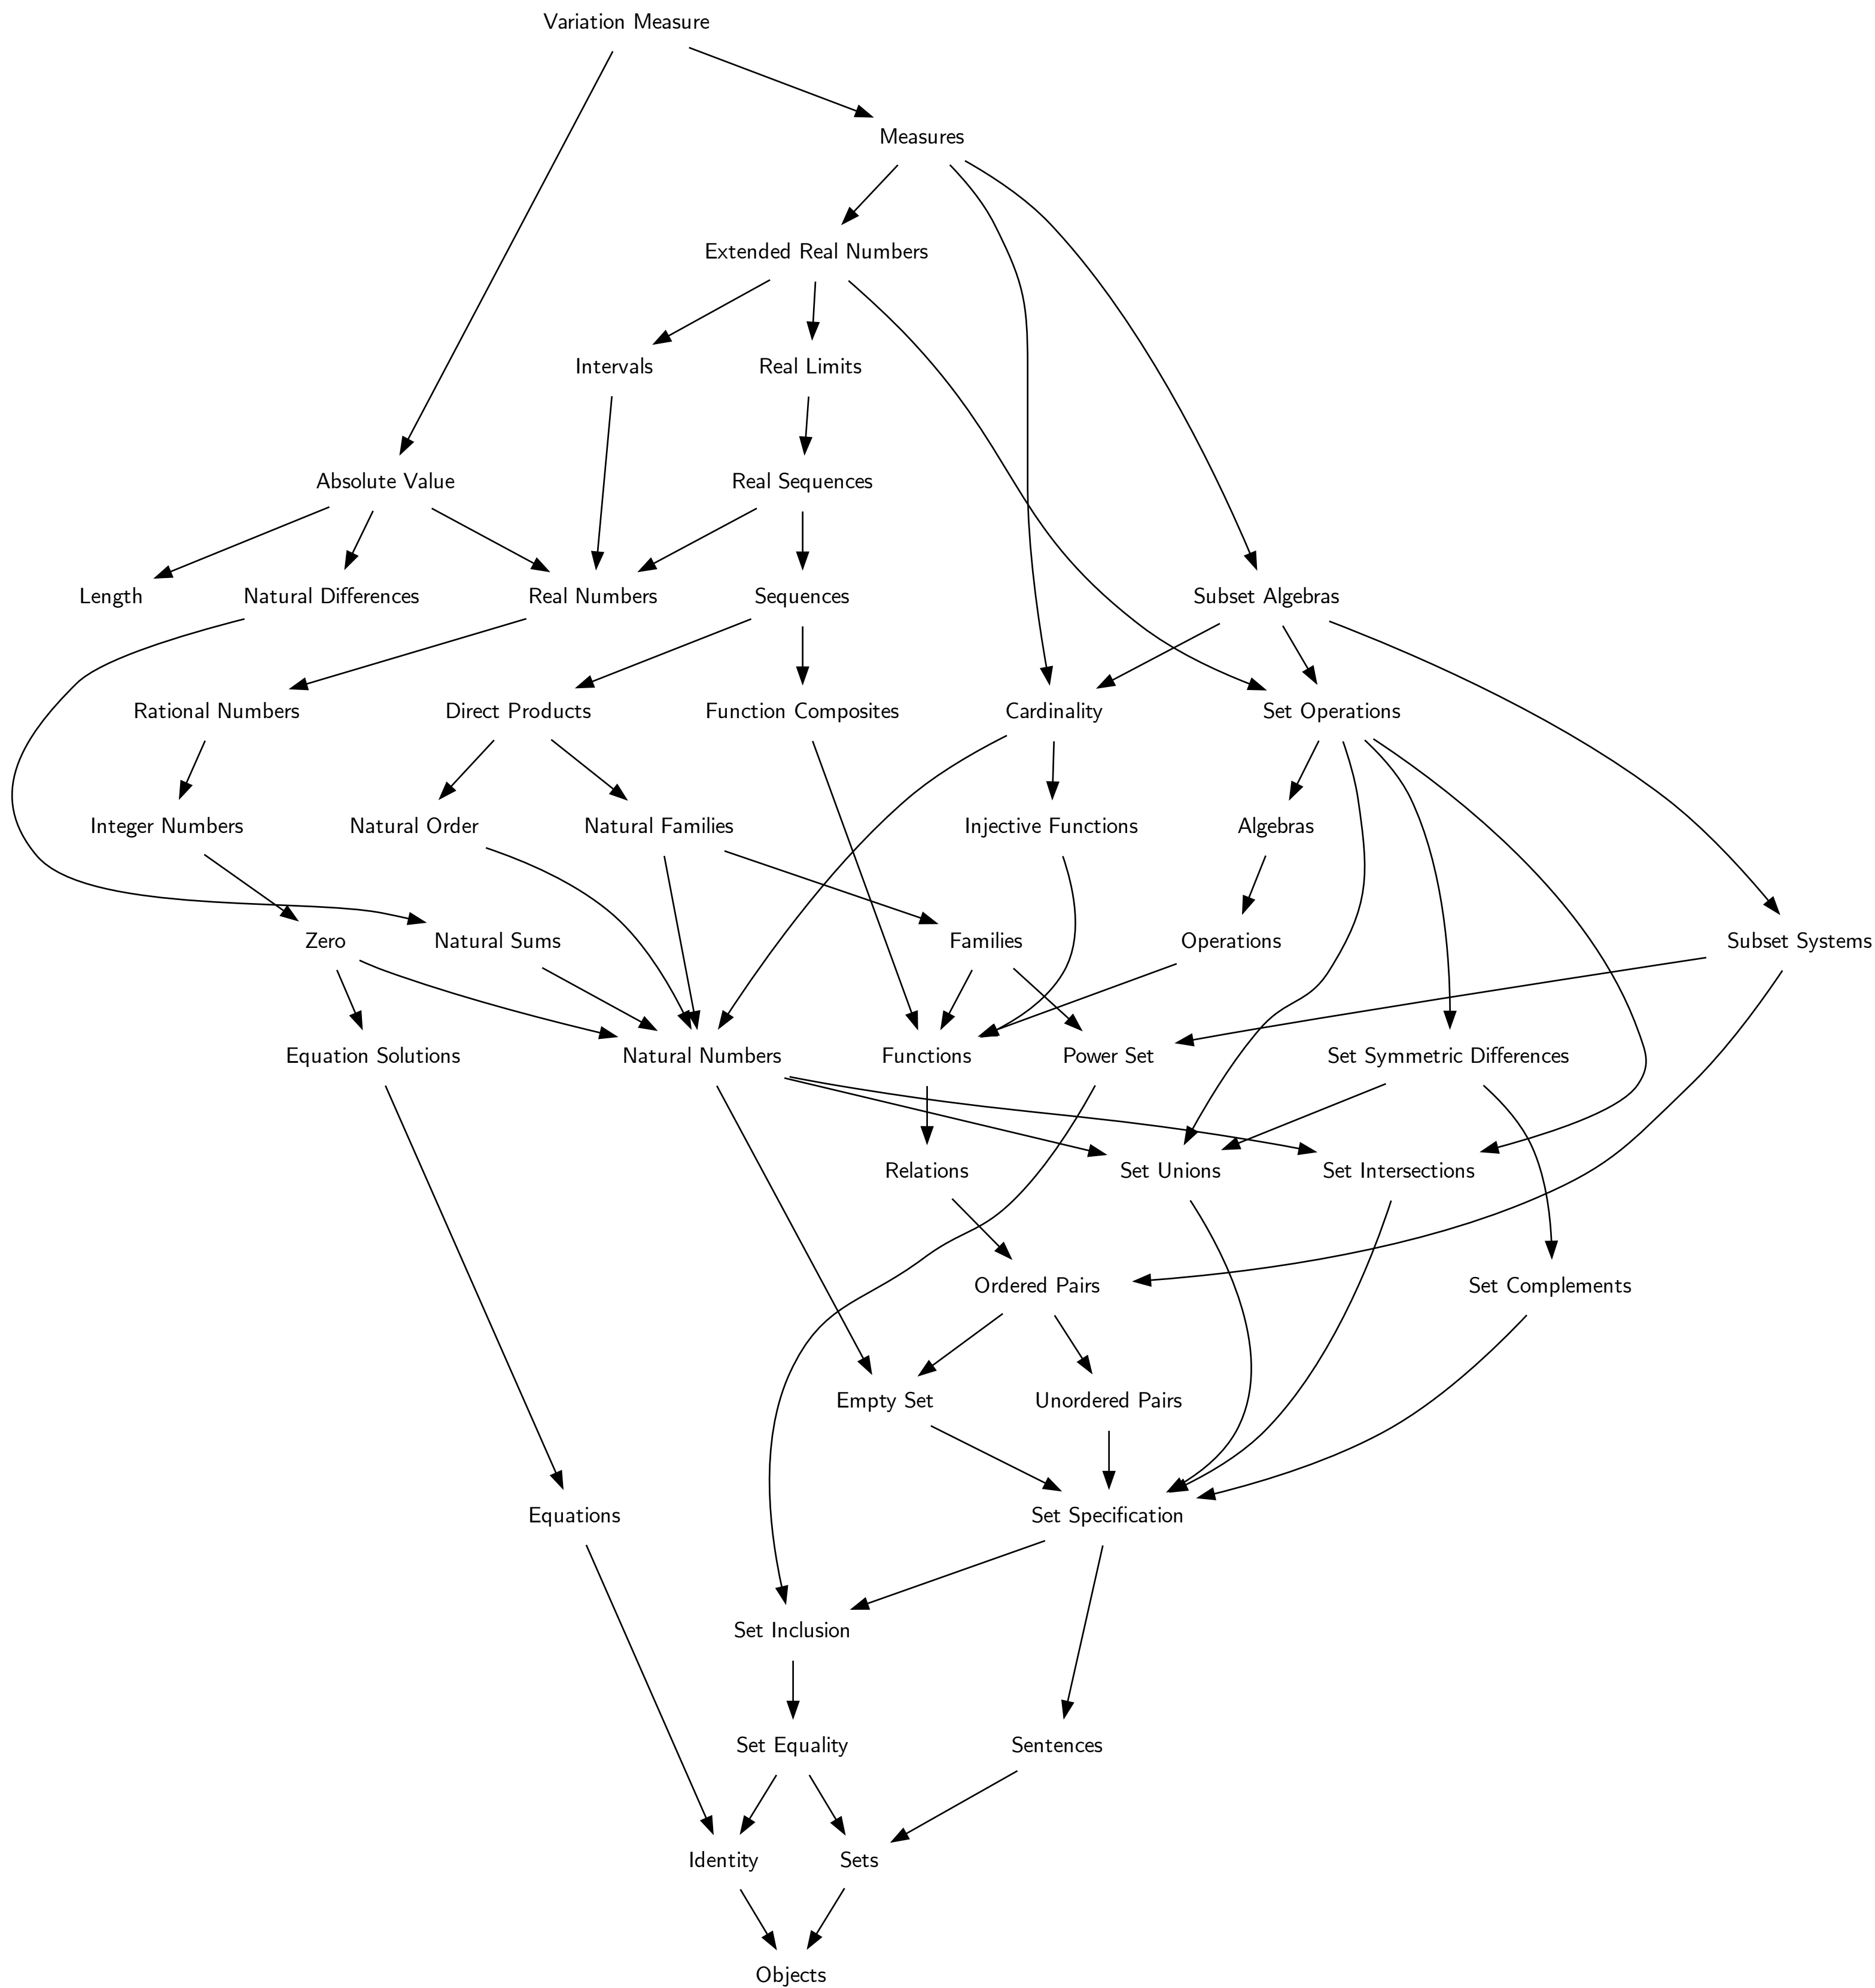 Variation Measure
Measures
Extended Real Numbers
Intervals
Real Limits
Absolute Value
Real Sequences
Length
Natural Differences
Real Numbers
Sequences
Subset Algebras
Rational Numbers
Direct Products
Function Composites
Cardinality
Set Operations
Integer Numbers
Natural Order
Natural Families
Injective Functions
Algebras
Zero
Natural Sums
Families
Operations
Subset Systems
Equation Solutions
Natural Numbers
Functions
Power Set
Set Symmetric Differences
Relations
Set Unions
Set Intersections
Ordered Pairs
Set Complements
Empty Set
Unordered Pairs
Equations
Set Specification
Set Inclusion
Set Equality
Sentences
Identity
Sets
Objects